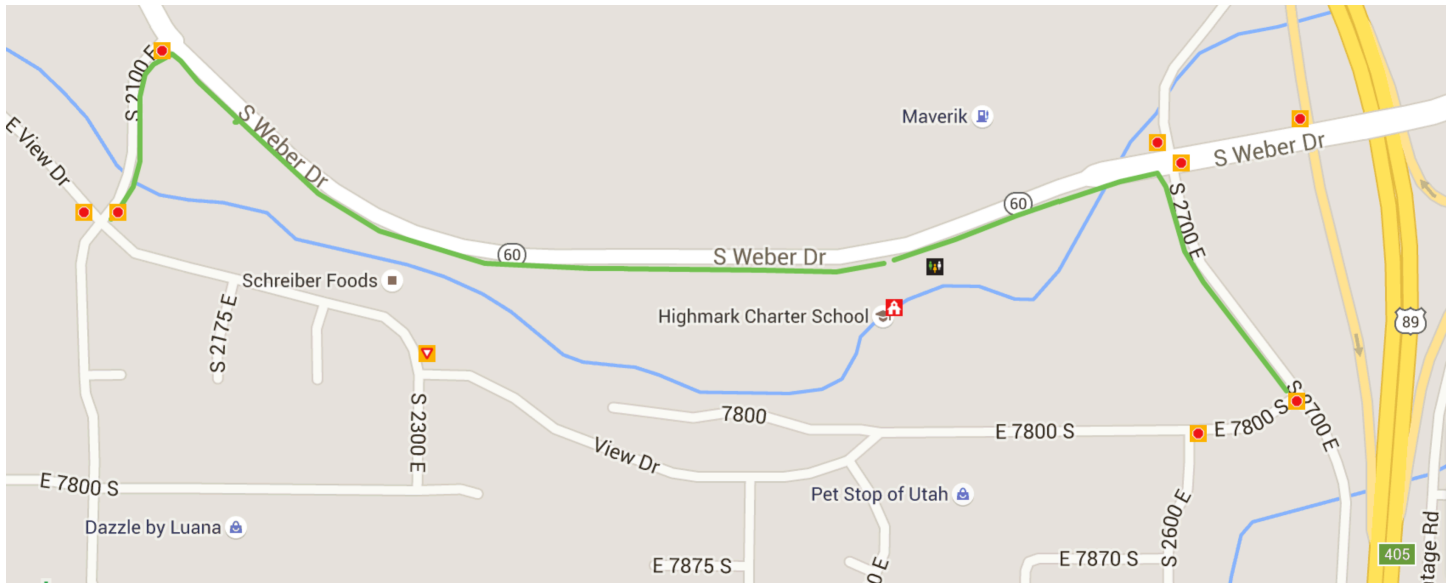 S 2100 E
E View Dr
S Weber Dr
Maverik
S Weber Dr
60
S 2700 E
60
S Weber Dr
Schreiber Foods
Highmark Charter School
S 2175 E
89
S 2300 E
7800
S 2700 E
E 7800 S
E 7800 S
View Dr
E 7800 S
Pet Stop of Utah
Dazzle by Luana
S 2600 E
E 7875 S
0 E
E 7870 S
405
tage Rd